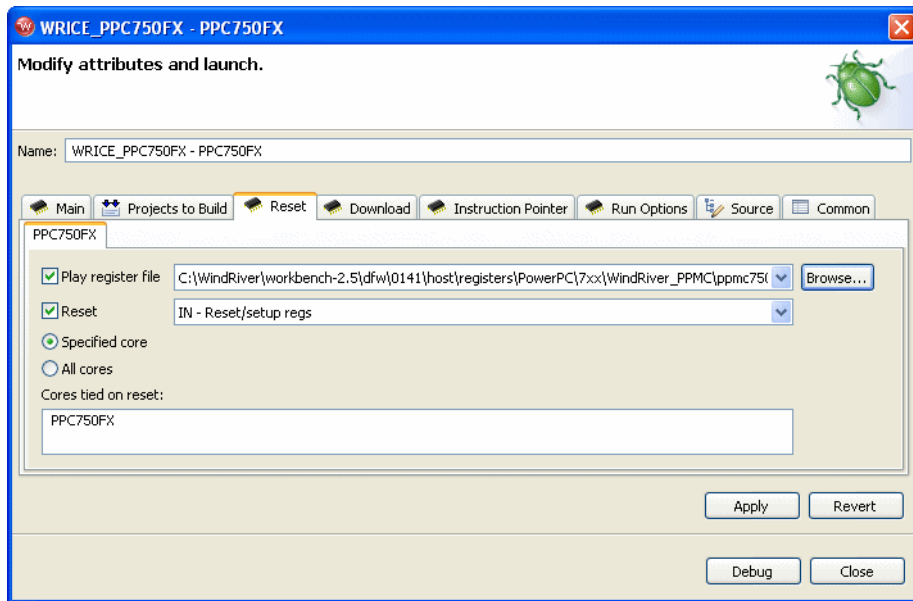 WRICE_PPC750FX - PPC750FX
Modify attributes and launch.
Name: WRICE_PPC750FX - PPC750FX
Main Projects to Build Reset Download Instruction Pointer Run Options Source Common
PPC750FX
Play register file C:\WindRiver\workbench-2.5\dfw\0141\host\registers\PowerPC\7xx\WindRiver_PPMC\ppmc750 Browse...
Reset IN - Reset/setup regs
Specified core
All cores
Cores tied on reset:
PPC750FX
Apply Revert
Debug Close